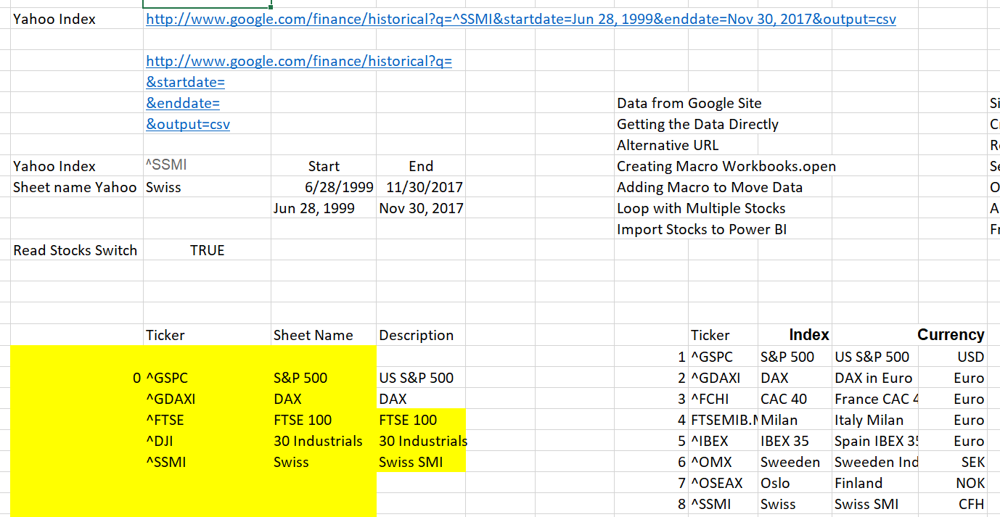 Yahoo Index http://www.google.com/finance/historical?q=^SSMI&startdate=Jun 28, 1999&enddate=Nov 30, 2017&output=csv
http://www.google.com/finance/historical?q=
&startdate=
&enddate= Data from Google Site Si
&output=csv Getting the Data Directly
Alternative URL
Yahoo Index ^SSMI Start End Creating Macro Workbooks.open
Sheet name Yahoo Swiss 6/28/1999 11/30/2017 Adding Macro to Move Data
Jun 28, 1999 Nov 30, 2017 Loop with Multiple Stocks
Import Stocks to Power BI
Read Stocks Switch TRUE
Ticker Sheet Name Description Ticker Index Currency
1 ^GSPC S&P 500 US S&P 500 USD
0 ^GSPC S&P 500 US S&P 500 2 ^GDAXI DAX DAX in Euro Euro
^GDAXI DAX DAX 3 ^FCHI CAC 40 France CAC 4 Euro
^FTSE FTSE 100 FTSE 100 4 FTSEMIB.M Milan Italy Milan Euro
^DJI 30 Industrials 30 Industrials 5 ^IBEX IBEX 35 Spain IBEX 35 Euro
^SSMI Swiss Swiss SMI 6 ^OMX Sweeden Sweeden Ind SEK
7 ^OSEAX Oslo Finland NOK
8 ^SSMI Swiss Swiss SMI CFH